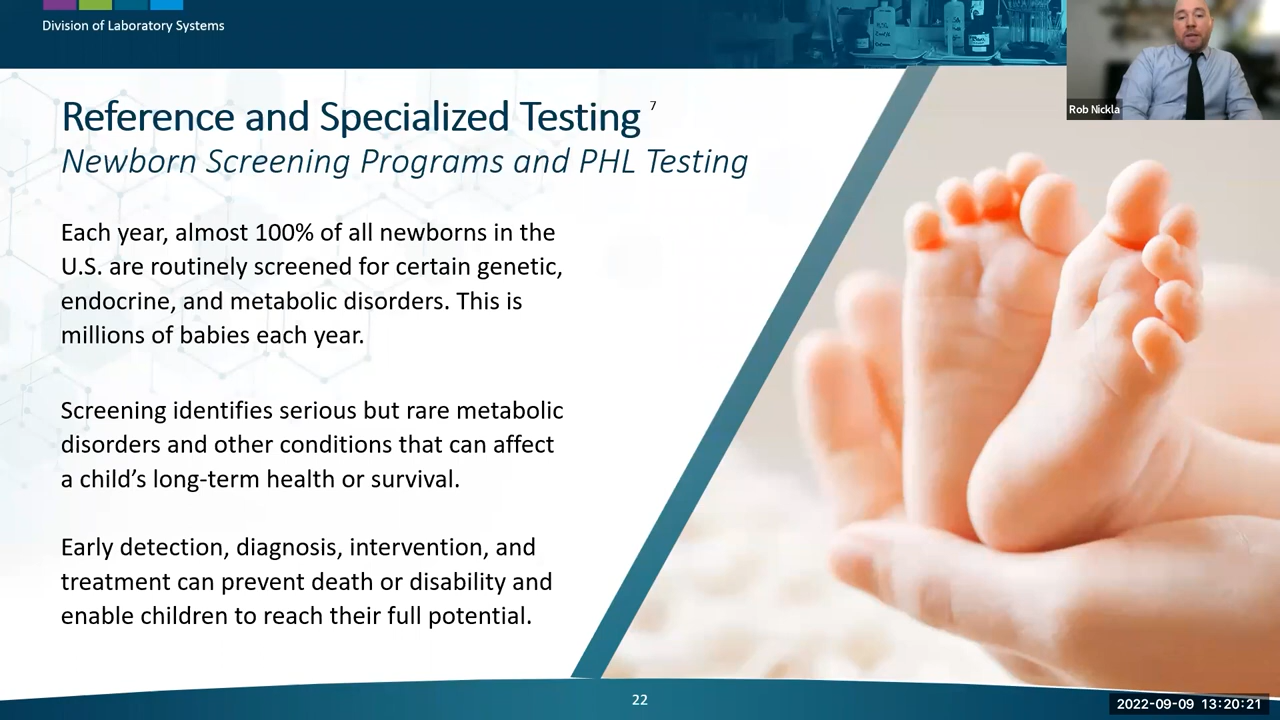 Division of Laboratory Systems
Rob Nickla
Reference and Specialized Testing 7
Newborn Screening Programs and PHL Testing
Each year, almost 100% of all newborns in the
U.S. are routinely screened for certain genetic,
endocrine, and metabolic disorders. This is
millions of babies each year.
Screening identifies serious but rare metabolic
disorders and other conditions that can affect
a child’s long-term health or survival.
Early detection, diagnosis, intervention, and
treatment can prevent death or disability and
enable children to reach their full potential.
22
2022-09-09 13:20:21